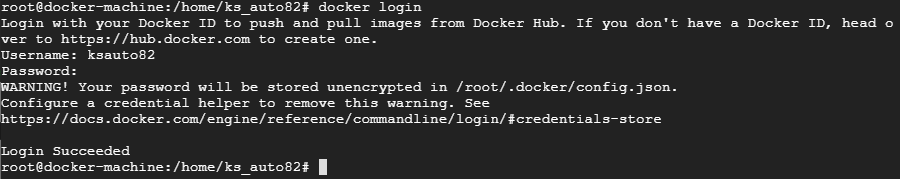 root@docker-machine:/home/ks_auto82# docker login
Login with your Docker ID to push and pull images from Docker Hub. If you don't have a Docker ID, head o
ver to https://hub.docker.com to create one.
Username: ksauto82
Password:
WARNING! Your password will be stored unencrypted in /root/.docker/config.json.
Configure a credential helper to remove this warning. See
https://docs.docker.com/engine/reference/commandline/login/#credentials-store
Login Succeeded
root@docker-machine:/home/ks_auto82#